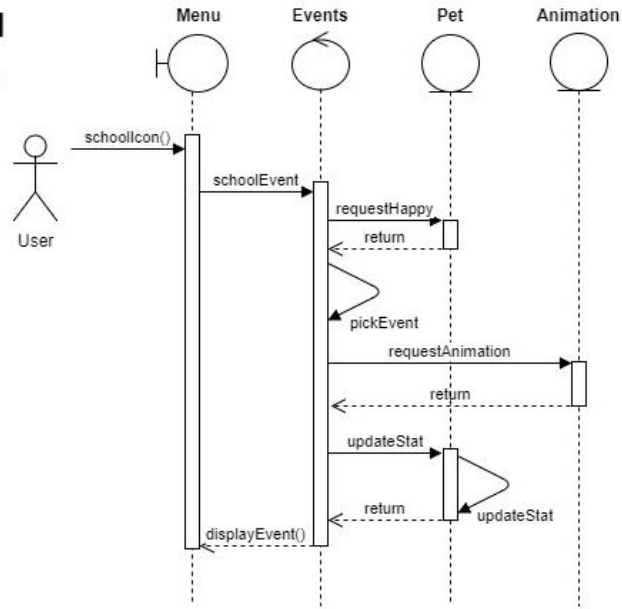 Menu
Events
Pet
Animation
schoolIcon()
User
schoolEvent
requestHappy
return
pickEvent
requestAnimation
return
updateStat
updateStat
return
displayEvent()